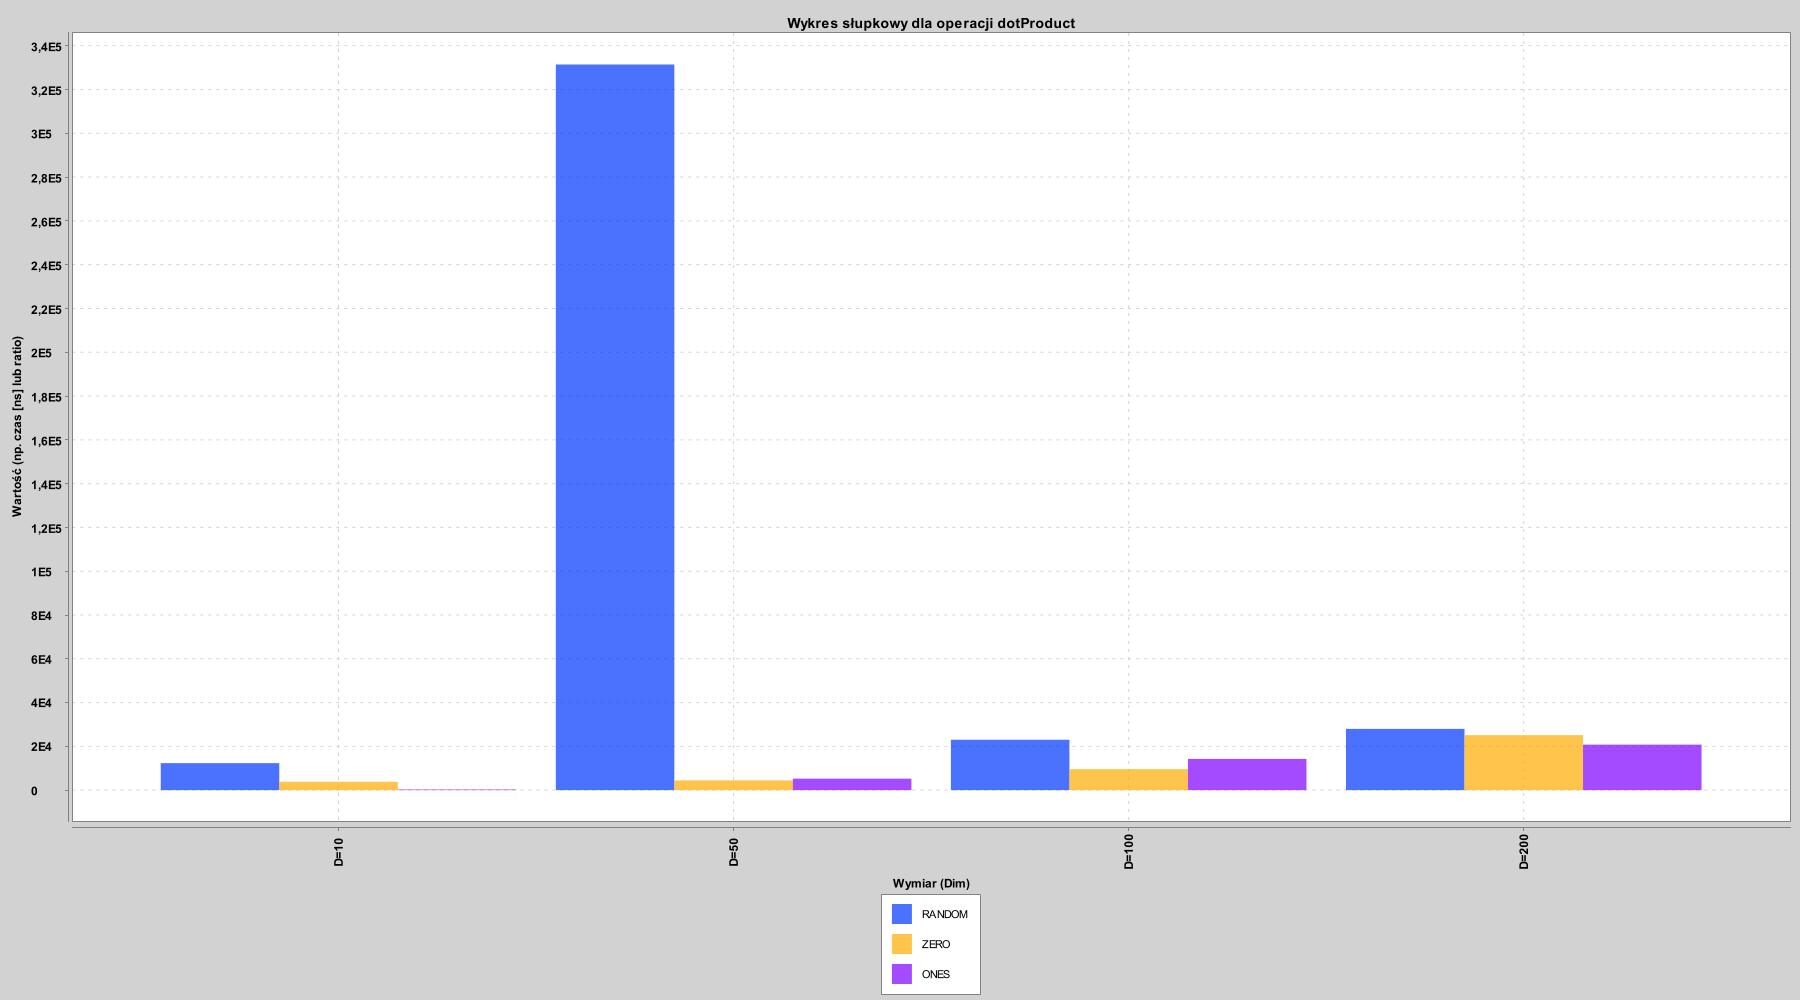 Wykres słupkowy dla operacji dotProduct
3,4E5
3,2E5
3E5
2,8E5
2,6E5
2,4E5
2,2E5
2E5
1,8E5
1,6E5
1,4E5
1,2E5
1E5
8E4
6E4
4E4
2E4
0
Wartość (np. czas [ns] lub ratio)
D=10
D=50
D=100
D=200
Wymiar (Dim)
RANDOM
ZERO
ONES